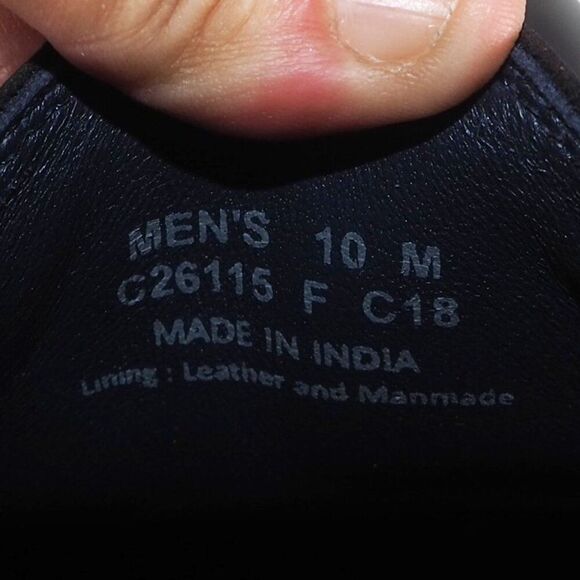 MEN'S 10 M
C26115 F C18
MADE IN INDIA
Lining : Leather and Manmade